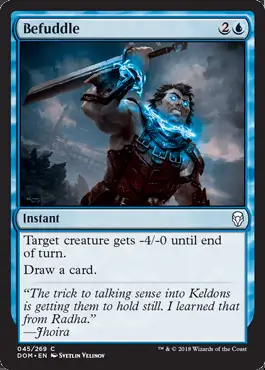 Befuddle 2
Instant
Target creature gets -4/-0 until end
of turn.
Draw a card.
“The trick to talking sense into Keldons
is getting them to hold still. I learned that
from Radha.”
—Jhoira
045/269 C
DOM • EN SVETLIN VELINOV
™ & © 2018 Wizards of the Coast